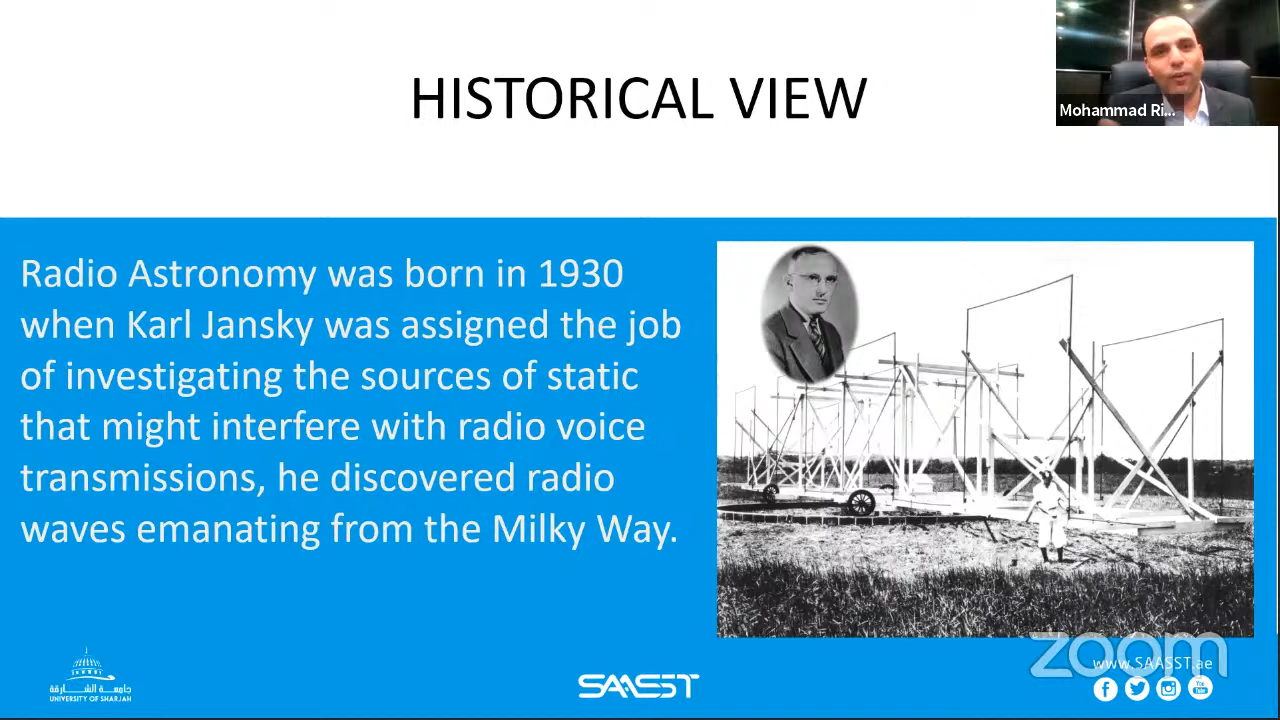 HISTORICAL VIEW
Mohammad Ri...
Radio Astronomy was born in 1930
when Karl Jansky was assigned the job
of investigating the sources of static
that might interfere with radio voice
transmissions, he discovered radio
waves emanating from the Milky Way.
جامعة الشارقة
UNIVERSITY OF SHARJAH
SAASST
zoom
www.SAASST.ae
You
Tube